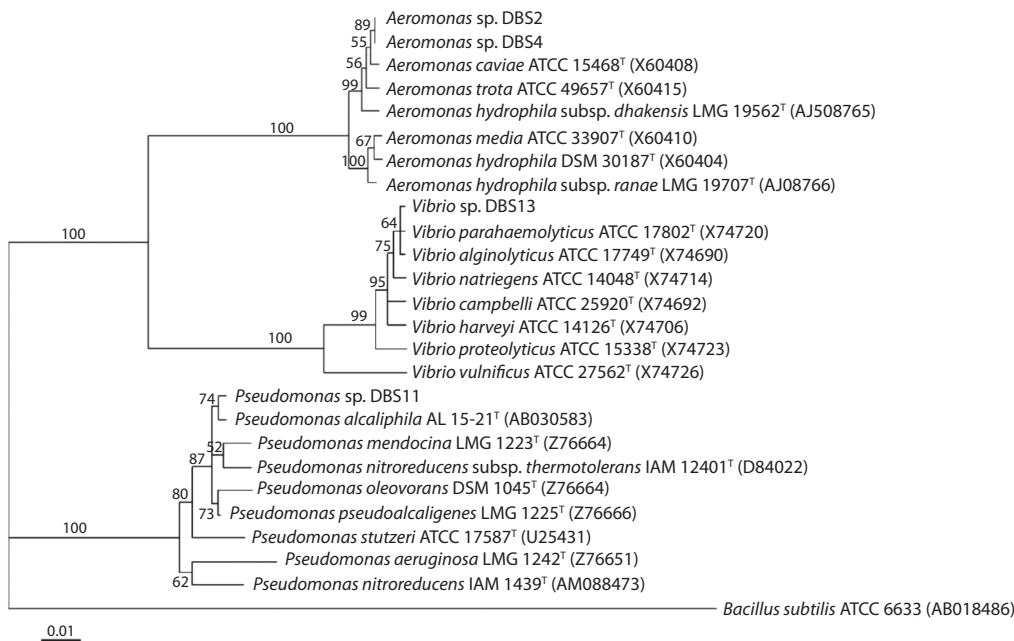 89
Aeromonas sp. DBS2
55
Aeromonas sp. DBS4
56
Aeromonas caviae ATCC 15468ᵀ (X60408)
99
Aeromonas trota ATCC 49657ᵀ (X60415)
Aeromonas hydrophila subsp. dhakensis LMG 19562ᵀ (AJ508765)
100
67
Aeromonas media ATCC 33907ᵀ (X60410)
100
Aeromonas hydrophila DSM 30187ᵀ (X60404)
Aeromonas hydrophila subsp. ranae LMG 19707ᵀ (AJ08766)
Vibrio sp. DBS13
64
Vibrio parahaemolyticus ATCC 17802ᵀ (X74720)
100
75
Vibrio alginolyticus ATCC 17749ᵀ (X74690)
Vibrio natriegens ATCC 14048ᵀ (X74714)
95
Vibrio campbelli ATCC 25920ᵀ (X74692)
99
Vibrio harveyi ATCC 14126ᵀ (X74706)
100
Vibrio proteolyticus ATCC 15338ᵀ (X74723)
Vibrio vulnificus ATCC 27562ᵀ (X74726)
74
Pseudomonas sp. DBS11
Pseudomonas alcaliphila AL 15-21ᵀ (AB030583)
52
Pseudomonas mendocina LMG 1223ᵀ (Z76664)
87
Pseudomonas nitroreducens subsp. thermotolerans IAM 12401ᵀ (D84022)
80
Pseudomonas oleovorans DSM 1045ᵀ (Z76664)
73
Pseudomonas pseudoalcaligenes LMG 1225ᵀ (Z76666)
100
Pseudomonas stutzeri ATCC 17587ᵀ (U25431)
Pseudomonas aeruginosa LMG 1242ᵀ (Z76651)
62
Pseudomonas nitroreducens IAM 1439ᵀ (AM088473)
Bacillus subtilis ATCC 6633 (AB018486)
0.01